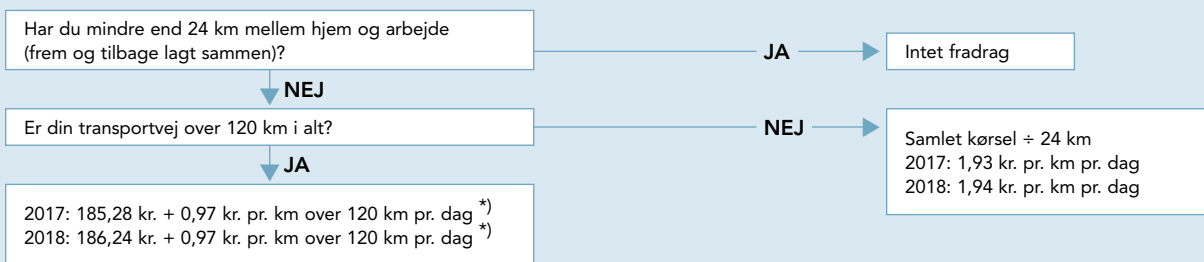 Har du mindre end 24 km mellem hjem og arbejde
(frem og tilbage lagt sammen)?
JA
Intet fradrag
NEJ
Er din transportvej over 120 km i alt?
NEJ
Samlet kørsel ÷ 24 km
2017: 1,93 kr. pr. km pr. dag
2018: 1,94 kr. pr. km pr. dag
JA
2017: 185,28 kr. + 0,97 kr. pr. km over 120 km pr. dag *)
2018: 186,24 kr. + 0,97 kr. pr. km over 120 km pr. dag *)